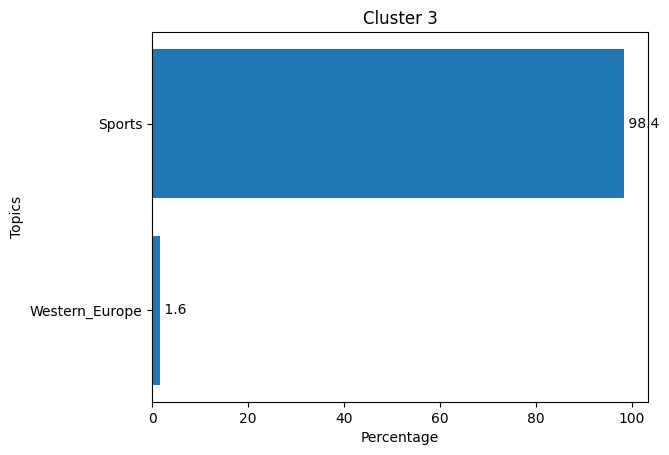 Cluster 3
Topics
Sports
98.4
Western_Europe
1.6
0 20 40 60 80 100
Percentage